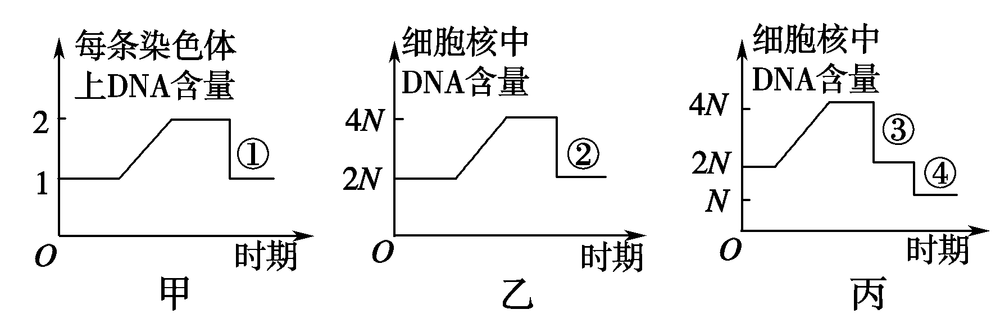 每条染色体
上DNA含量
2
1
①
O
时期
甲
细胞核中
DNA含量
4N
2N
②
O
时期
乙
细胞核中
DNA含量
4N
2N
N
③
④
O
时期
丙